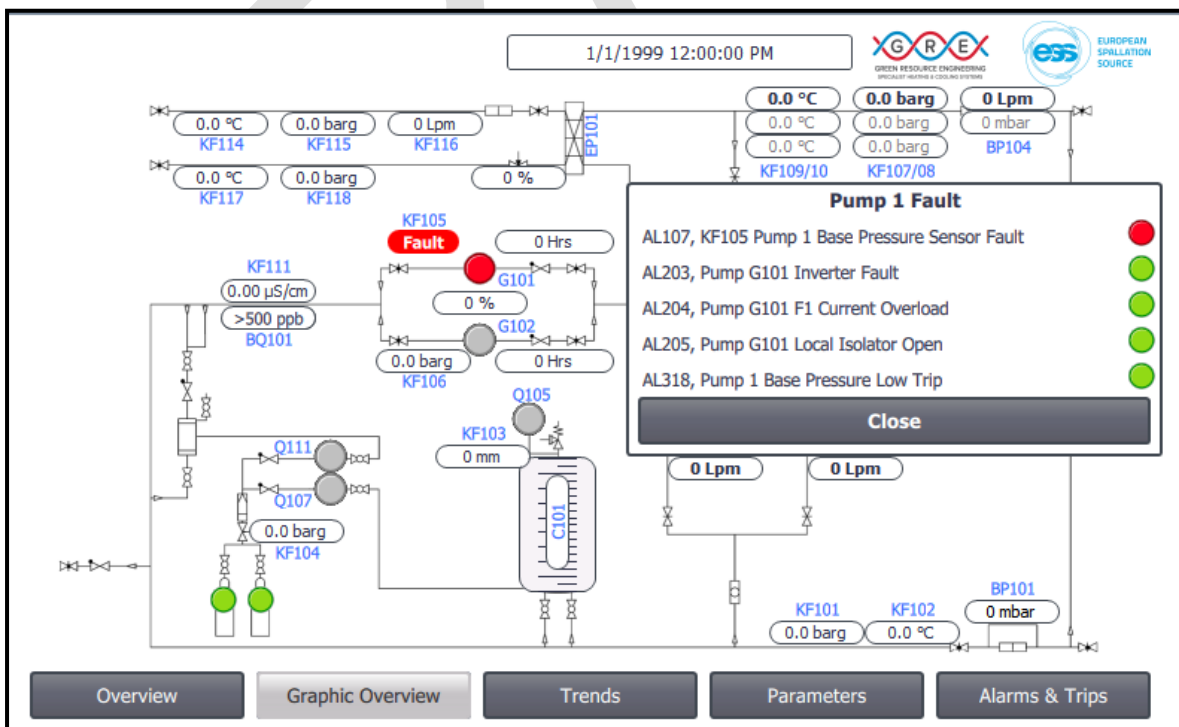 1/1/1999 12:00:00 PM
GREX
GREEN RESOURCE ENGINEERING
SPECIALIST HEATING & COOLING SYSTEMS
ess
EUROPEAN
SPALLATION
SOURCE
0.0 °C
0.0 barg
0 Lpm
0.0 °C
0.0 barg
0 mbar
0.0 °C
0.0 barg
BP104
KF109/10
KF107/08
0.0 °C
0.0 barg
0 Lpm
KF114
KF115
KF116
EP101
0.0 °C
0.0 barg
0 %
KF117
KF118
KF105
Fault
0 Hrs
G101
0 %
G102
0.0 barg
0 Hrs
KF106
KF111
0.00 µS/cm
>500 ppb
BQ101
Pump 1 Fault
AL107, KF105 Pump 1 Base Pressure Sensor Fault
AL203, Pump G101 Inverter Fault
AL204, Pump G101 F1 Current Overload
AL205, Pump G101 Local Isolator Open
AL318, Pump 1 Base Pressure Low Trip
Close
0 Lpm
0 Lpm
Q105
KF103
0 mm
C101
Q111
Q107
0.0 barg
KF104
KF101
KF102
BP101
0.0 barg
0.0 °C
0 mbar
Overview
Graphic Overview
Trends
Parameters
Alarms & Trips